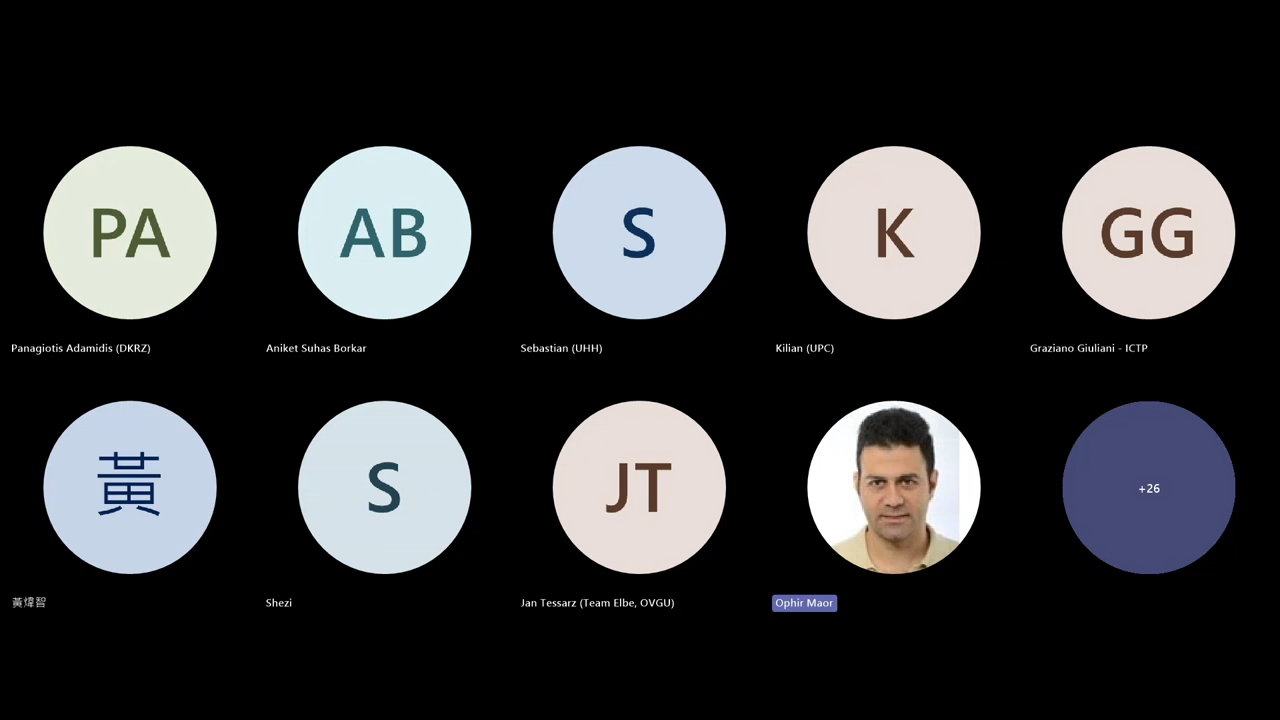 PA
AB
S
K
GG
Panagiotis Adamidis (DKRZ)
Aniket Suhas Borkar
Sebastian (UHH)
Kilian (UPC)
Graziano Giuliani - ICTP
黃
S
JT
+26
黃煒智
Shezi
Jan Tessarz (Team Elbe, OVGU)
Ophir Maor